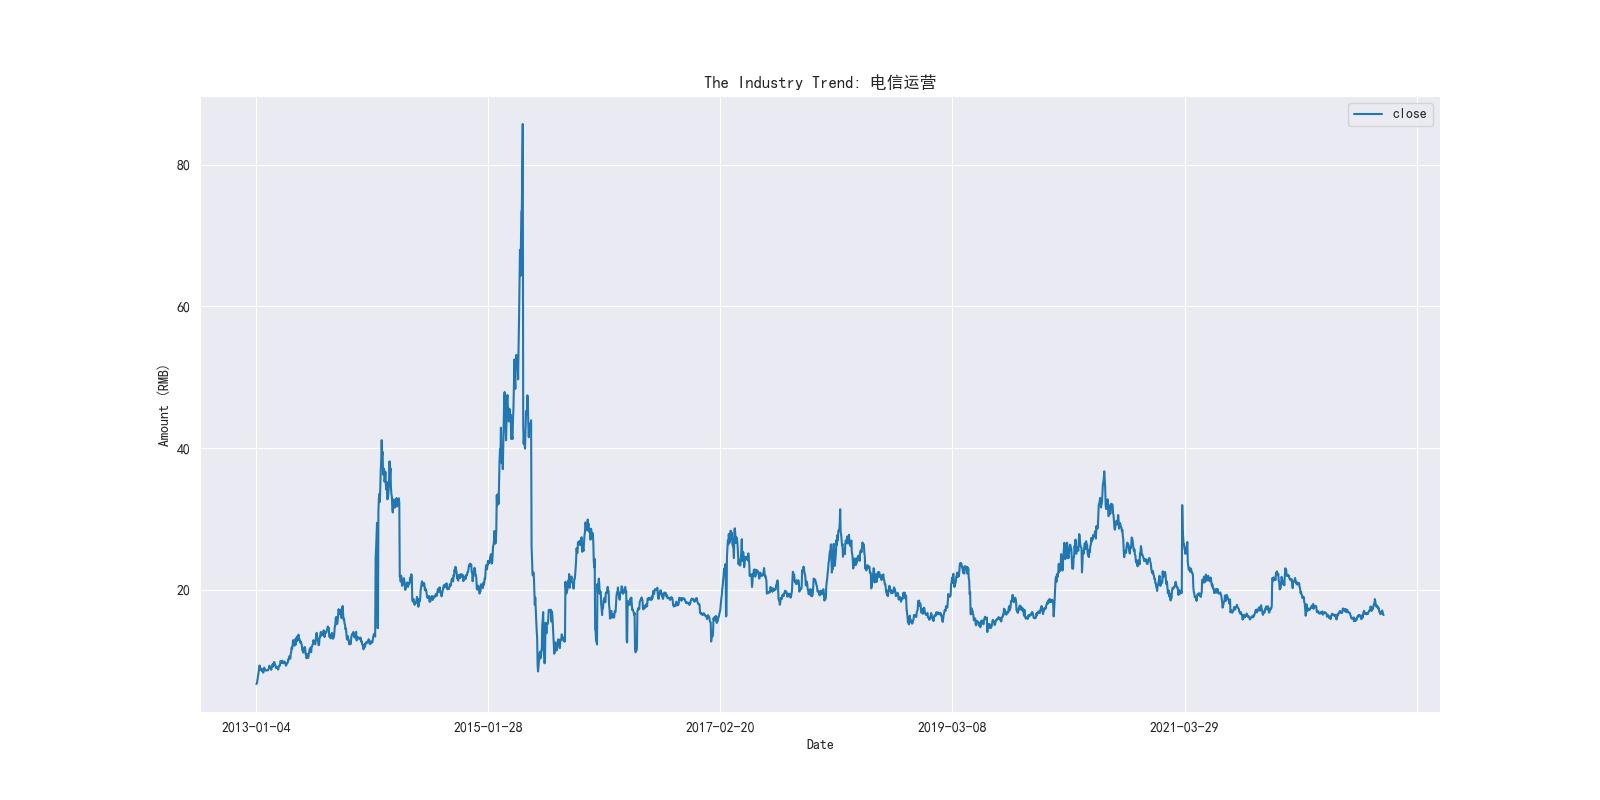 The Industry Trend: 电信运营
close
80
60
40
20
Amount (RMB)
2013-01-04
2015-01-28
2017-02-20
2019-03-08
2021-03-29
Date